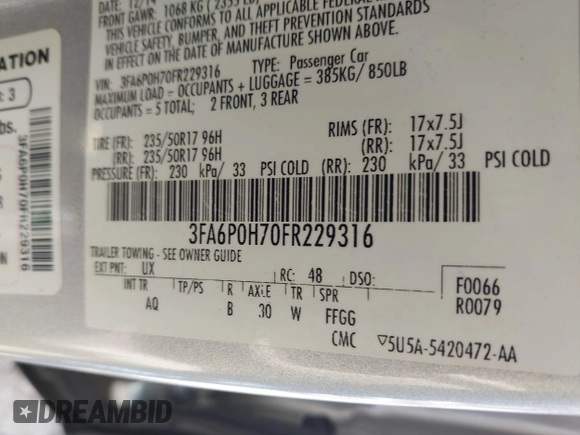 DATE: 12/14
FRONT GAWR: 1068 KG (2355 LB)
THIS VEHICLE CONFORMS TO ALL APPLICABLE FEDERAL
VEHICLE SAFETY, BUMPER, AND THEFT PREVENTION STANDARDS
IN EFFECT ON THE DATE OF MANUFACTURE SHOWN ABOVE.
VIN: 3FA6P0H70FR229316 TYPE: Passenger Car
MAXIMUM LOAD = OCCUPANTS + LUGGAGE = 385KG/ 850LB
OCCUPANTS = 5 TOTAL; 2 FRONT, 3 REAR
TIRE (FR): 235/50R17 96H RIMS (FR): 17x7.5J
(RR): 235/50R17 96H (RR): 17x7.5J
PRESSURE (FR): 230 kPa/ 33 PSI COLD (RR): 230 kPa/ 33 PSI COLD
3FA6P0H70FR229316
TRAILER TOWING - SEE OWNER GUIDE
EXT PNT: UX RC: 48 DSO: F0066
INT TR TP/PS R AXLE TR SPR R0079
AQ B 30 W FFGG
CMC ▽5U5A-5420472-AA
ATION
: 3
bs.
3FA6P0H70FR229316
DREAMBID